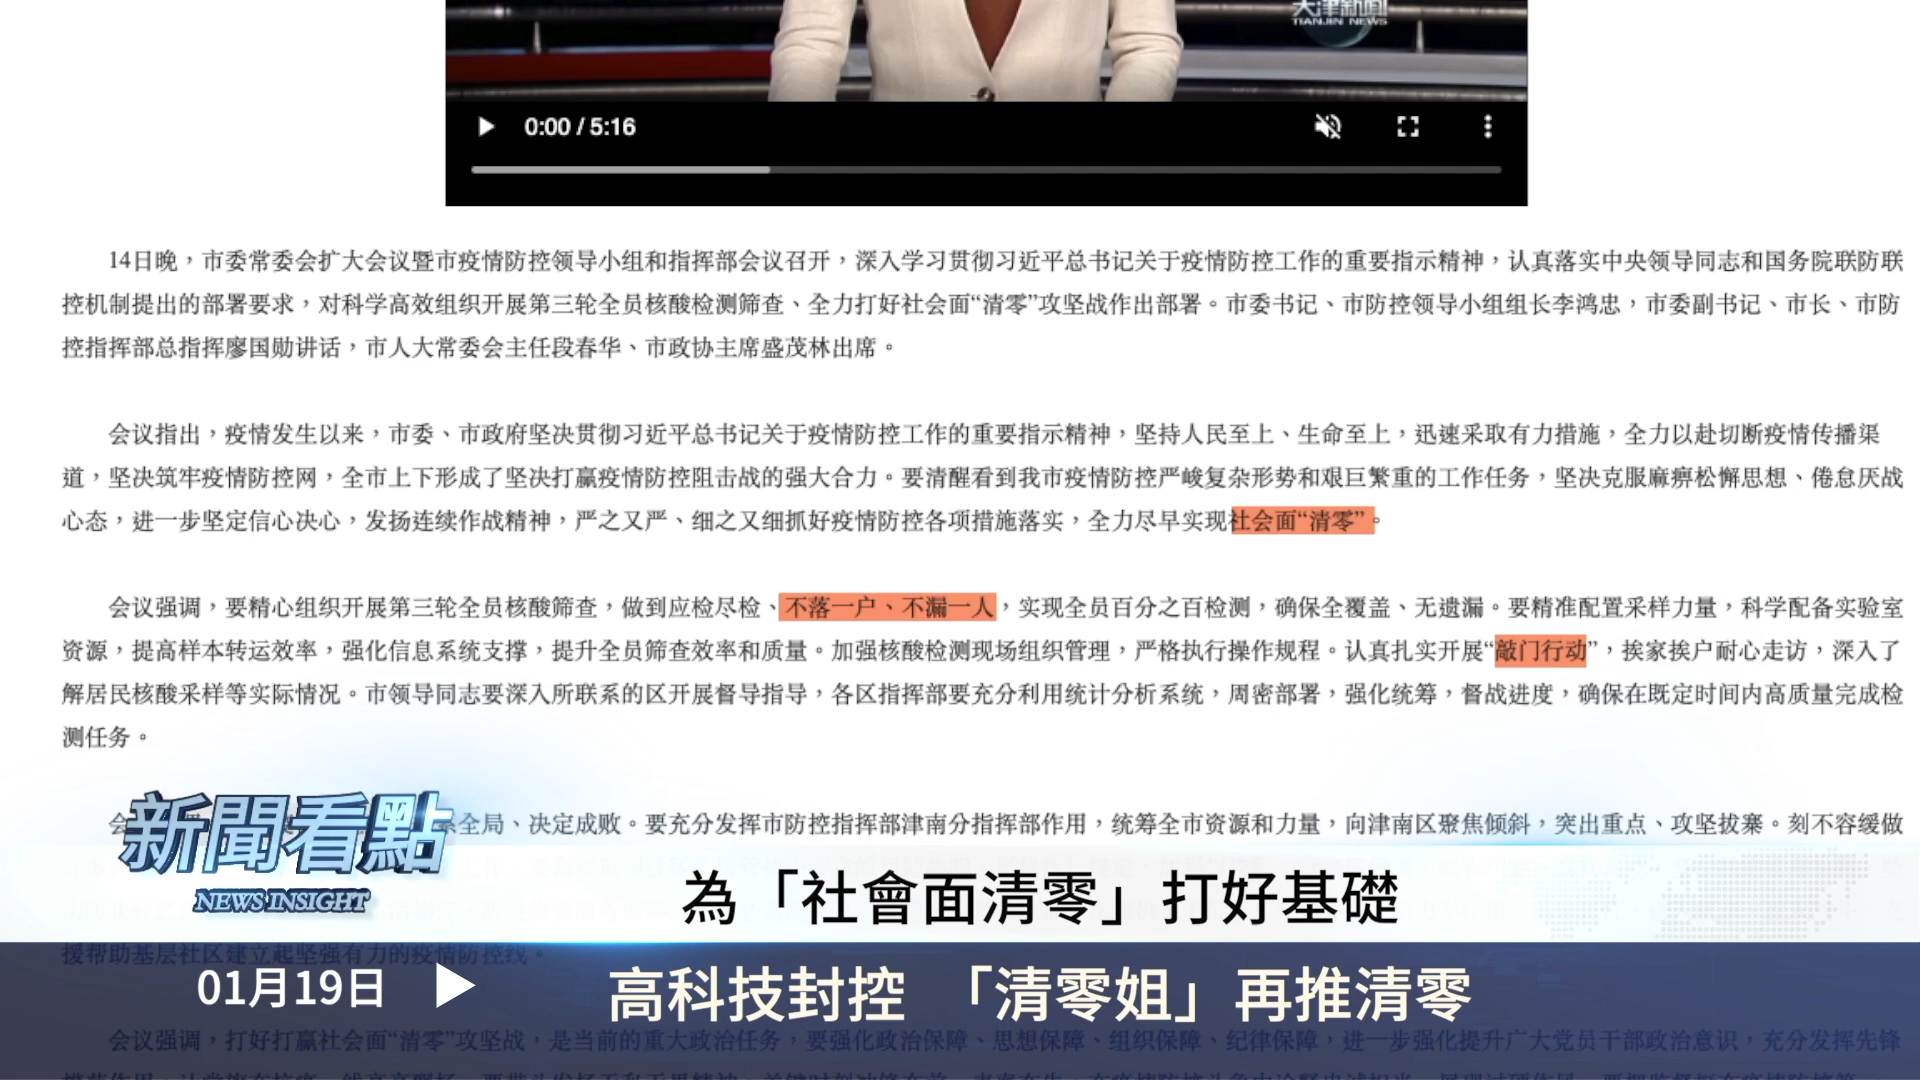 天津新闻
TIANJIN NEWS
0:00 / 5:16
14日晚，市委常委会扩大会议暨市疫情防控领导小组和指挥部会议召开，深入学习贯彻习近平总书记关于疫情防控工作的重要指示精神，认真落实中央领导同志和国务院联防联
控机制提出的部署要求，对科学高效组织开展第三轮全员核酸检测筛查、全力打好社会面“清零”攻坚战作出部署。市委书记、市防控领导小组组长李鸿忠，市委副书记、市长、市防
控指挥部总指挥廖国勋讲话，市人大常委会主任段春华、市政协主席盛茂林出席。
会议指出，疫情发生以来，市委、市政府坚决贯彻习近平总书记关于疫情防控工作的重要指示精神，坚持人民至上、生命至上，迅速采取有力措施，全力以赴切断疫情传播渠
道，坚决筑牢疫情防控网，全市上下形成了坚决打赢疫情防控阻击战的强大合力。要清醒看到我市疫情防控严峻复杂形势和艰巨繁重的工作任务，坚决克服麻痹松懈思想、倦怠厌战
心态，进一步坚定信心决心，发扬连续作战精神，严之又严、细之又细抓好疫情防控各项措施落实，全力尽早实现社会面“清零”。
会议强调，要精心组织开展第三轮全员核酸筛查，做到应检尽检、不落一户、不漏一人，实现全员百分之百检测，确保全覆盖、无遗漏。要精准配置采样力量，科学配备实验室
资源，提高样本转运效率，强化信息系统支撑，提升全员筛查效率和质量。加强核酸检测现场组织管理，严格执行操作规程。认真扎实开展“敲门行动”，挨家挨户耐心走访，深入了
解居民核酸采样等实际情况。市领导同志要深入所联系的区开展督导指导，各区指挥部要充分利用统计分析系统，周密部署，强化统筹，督战进度，确保在既定时间内高质量完成检
测任务。
会 全局、决定成败。要充分发挥市防控指挥部津南分指挥部作用，统筹全市资源和力量，向津南区聚焦倾斜，突出重点、攻坚拔寨。刻不容缓做
新聞看點
NEWS INSIGHT
為「社會面清零」打好基礎
援帮助基层社区建立起坚强有力的疫情防控线。
01月19日
高科技封控 「清零姐」再推清零
会议强调，打好打赢社会面“清零”攻坚战，是当前的重大政治任务，要强化政治保障、思想保障、组织保障、纪律保障，进一步强化提升广大党员干部政治意识，充分发挥先锋